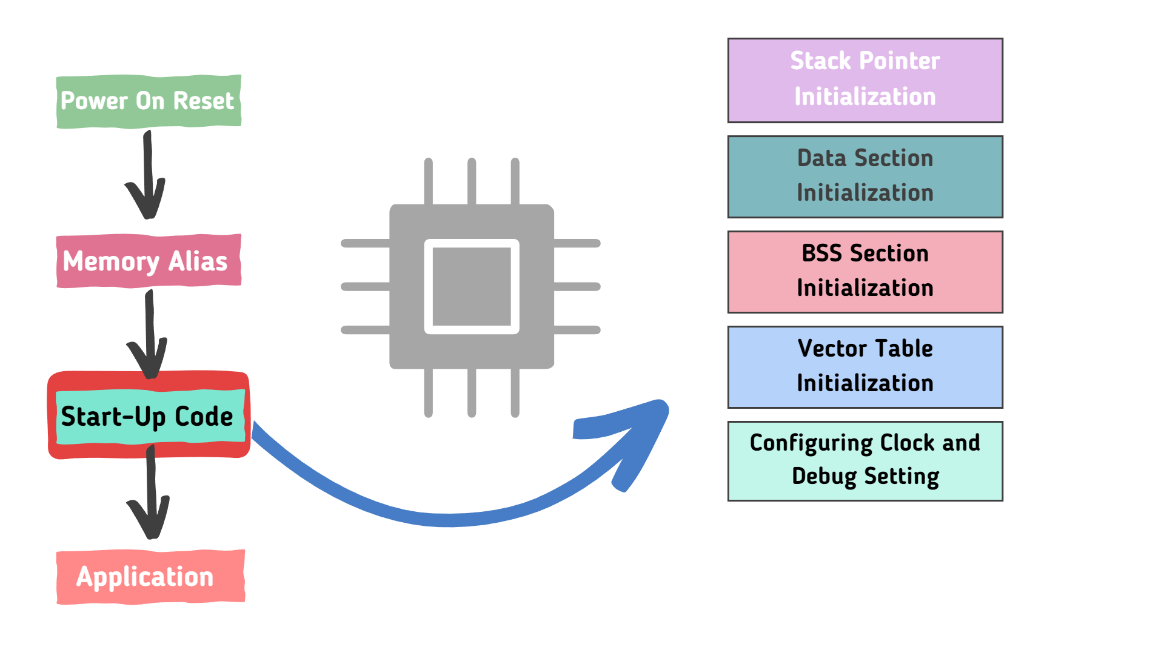 Power On Reset
Memory Alias
Start-Up Code
Application
Stack Pointer
Initialization
Data Section
Initialization
BSS Section
Initialization
Vector Table
Initialization
Configuring Clock and
Debug Setting